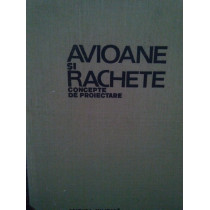 AVIOANE
SI
RACHETE
CONCEPTE
DE PROIECTARE